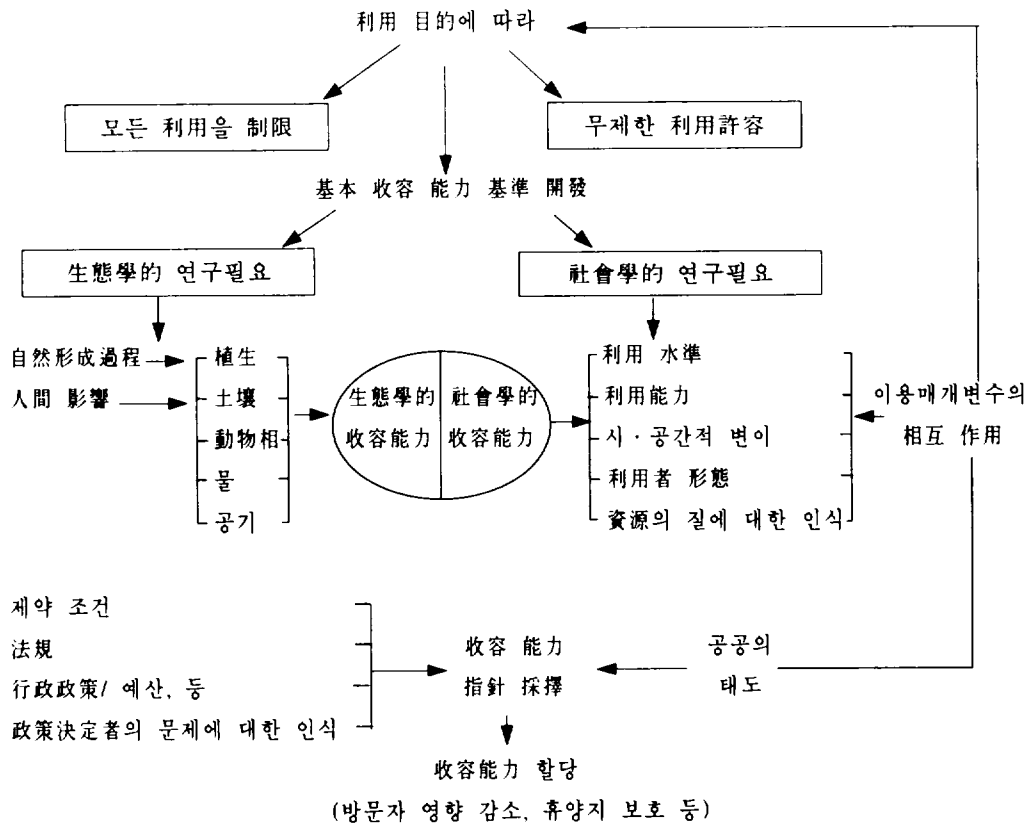 利用 目的에 따라
모든 利用을 制限
무제한 利用許容
基本 收容 能力 基準 開發
生態學的 연구필요
社會學的 연구필요
自然形成過程
人間 影響
植生
土壤
動物相
물
공기
生態學的
收容能力
社會學的
收容能力
利用 水準
利用能力
시·공간적 변이
利用者 形態
資源의 질에 대한 인식
이용매개변수의
相互 作用
제약 조건
法規
行政政策/ 예산, 등
政策決定者의 문제에 대한 인식
收容 能力
指針 採擇
공공의
태도
收容能力 할당
(방문자 영향 감소, 휴양지 보호 등)